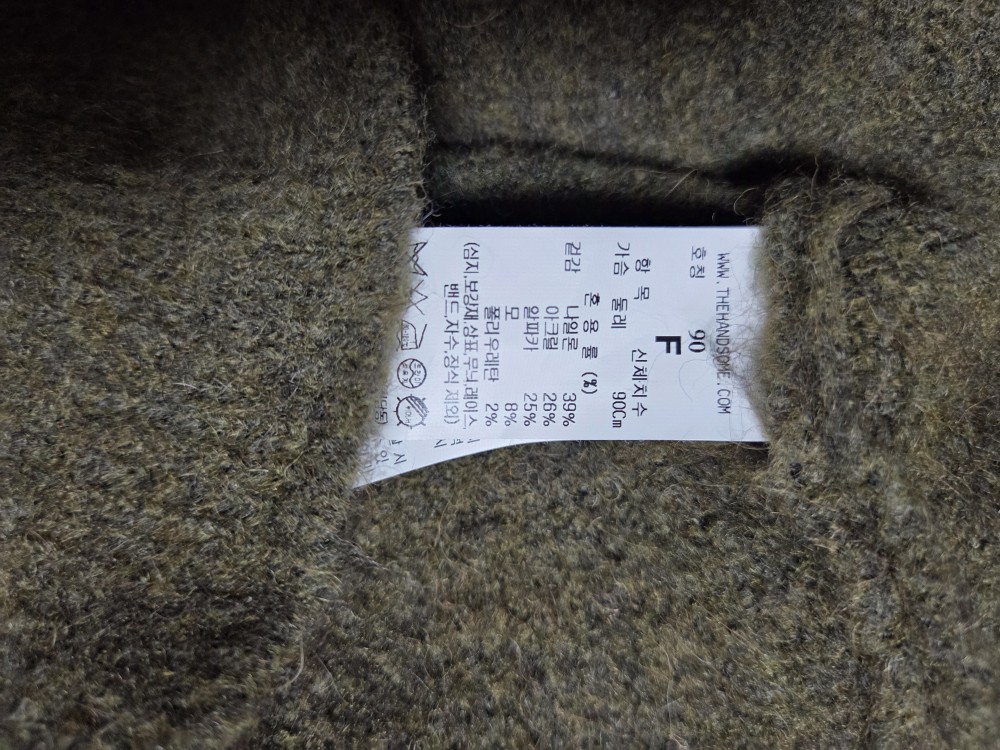 WWW.THEHANDSOME.COM
호칭 90
F
항 목 신체치수
가슴 둘레 90Cm
혼 용 률 (%)
겉감 나일론 39%
아크릴 26%
알파카 25%
모 8%
폴리우레탄 2%
(심지,보강재,상표,무늬,레이스
밴드,자수,장식 제외)